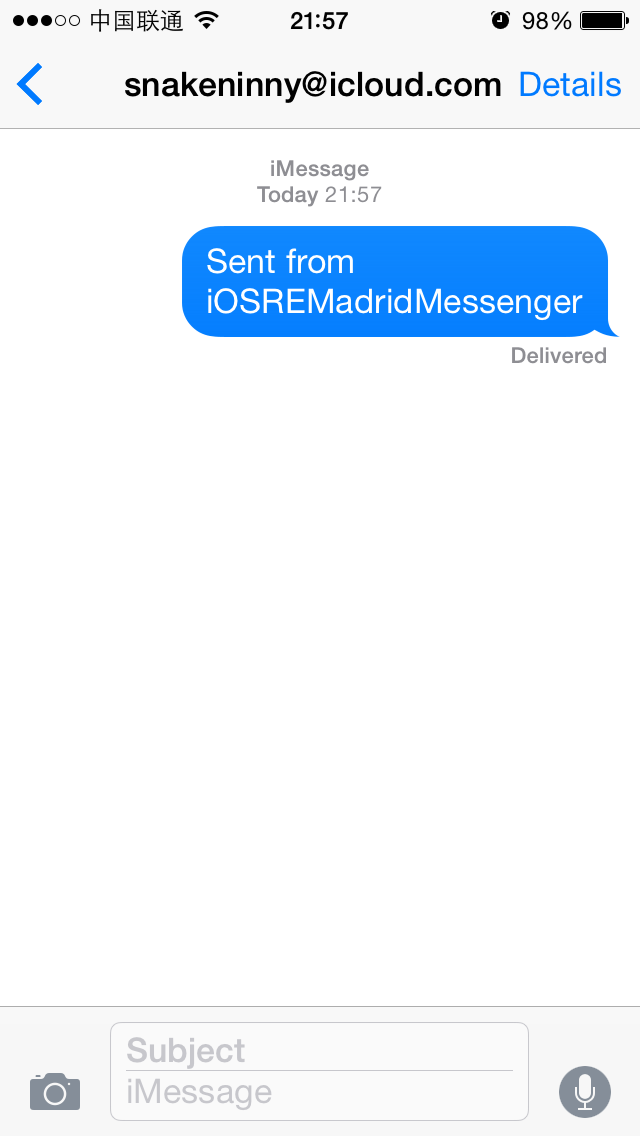 中国联通 21:57 98%
snakeninny@icloud.com Details
iMessage
Today 21:57
Sent from
iOSREMadridMessenger
Delivered
Subject
iMessage